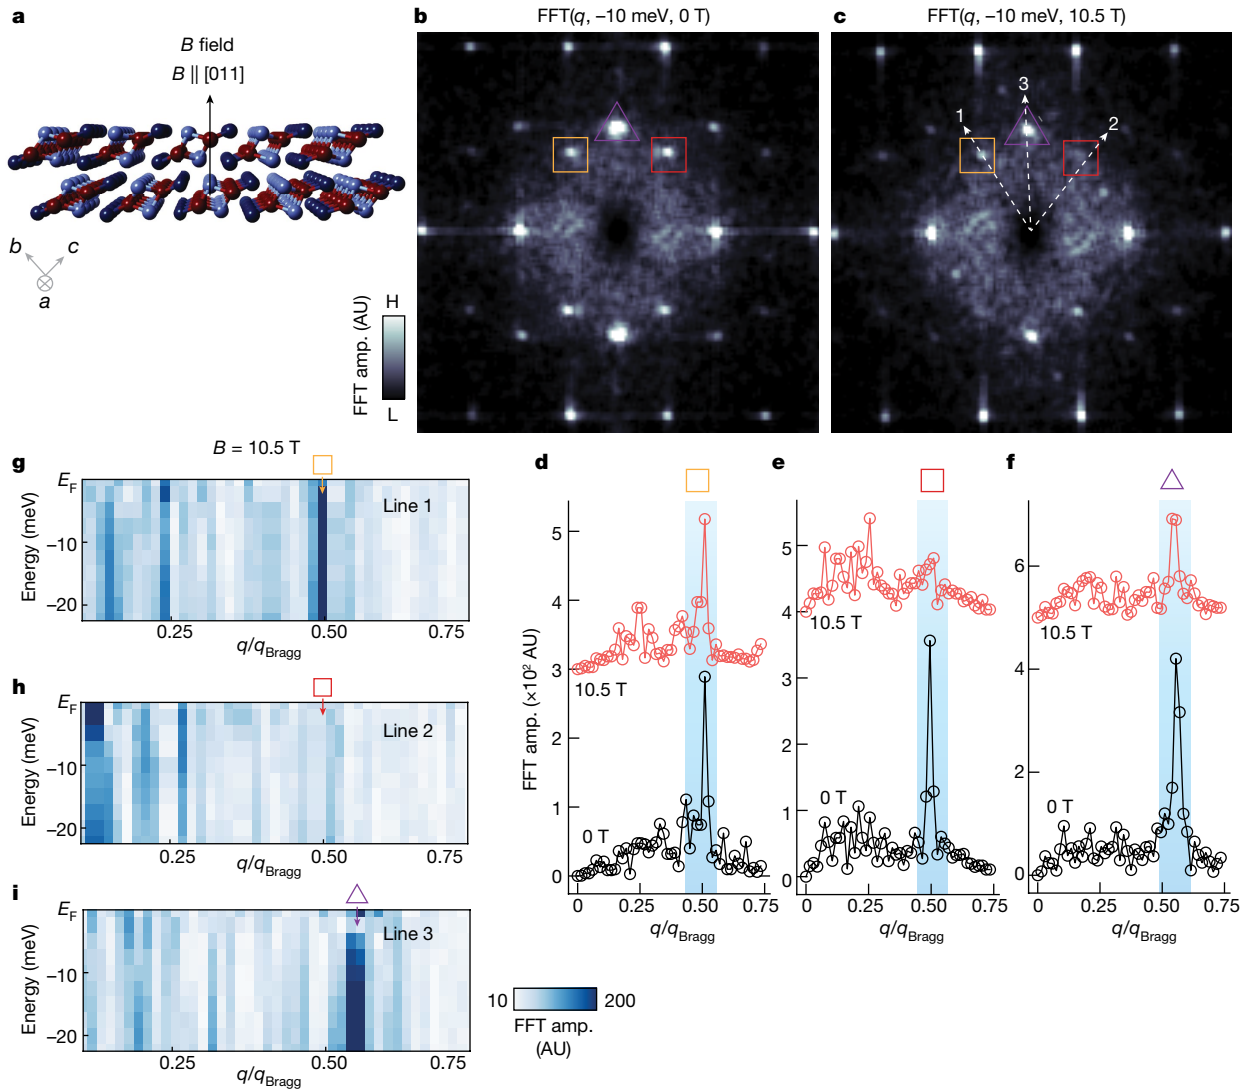 a
B field
B || [011]
b
c
a
b
FFT(q, –10 meV, 0 T)
c
FFT(q, –10 meV, 10.5 T)
1
3
2
H
FFT amp. (AU)
L
g
B = 10.5 T
E_F
Line 1
Energy (meV)
–10
–20
0.25
0.50
0.75
q/q_Bragg
h
E_F
Line 2
Energy (meV)
–10
–20
0.25
0.50
0.75
q/q_Bragg
i
E_F
Line 3
Energy (meV)
–10
–20
0.25
0.50
0.75
q/q_Bragg
10
200
FFT amp.
(AU)
d
5
4
3
2
1
0
FFT amp. (×10² AU)
10.5 T
0 T
0
0.25
0.50
0.75
q/q_Bragg
e
5
4
3
2
1
0
10.5 T
0 T
0
0.25
0.50
0.75
q/q_Bragg
f
6
4
2
0
10.5 T
0 T
0
0.25
0.50
0.75
q/q_Bragg